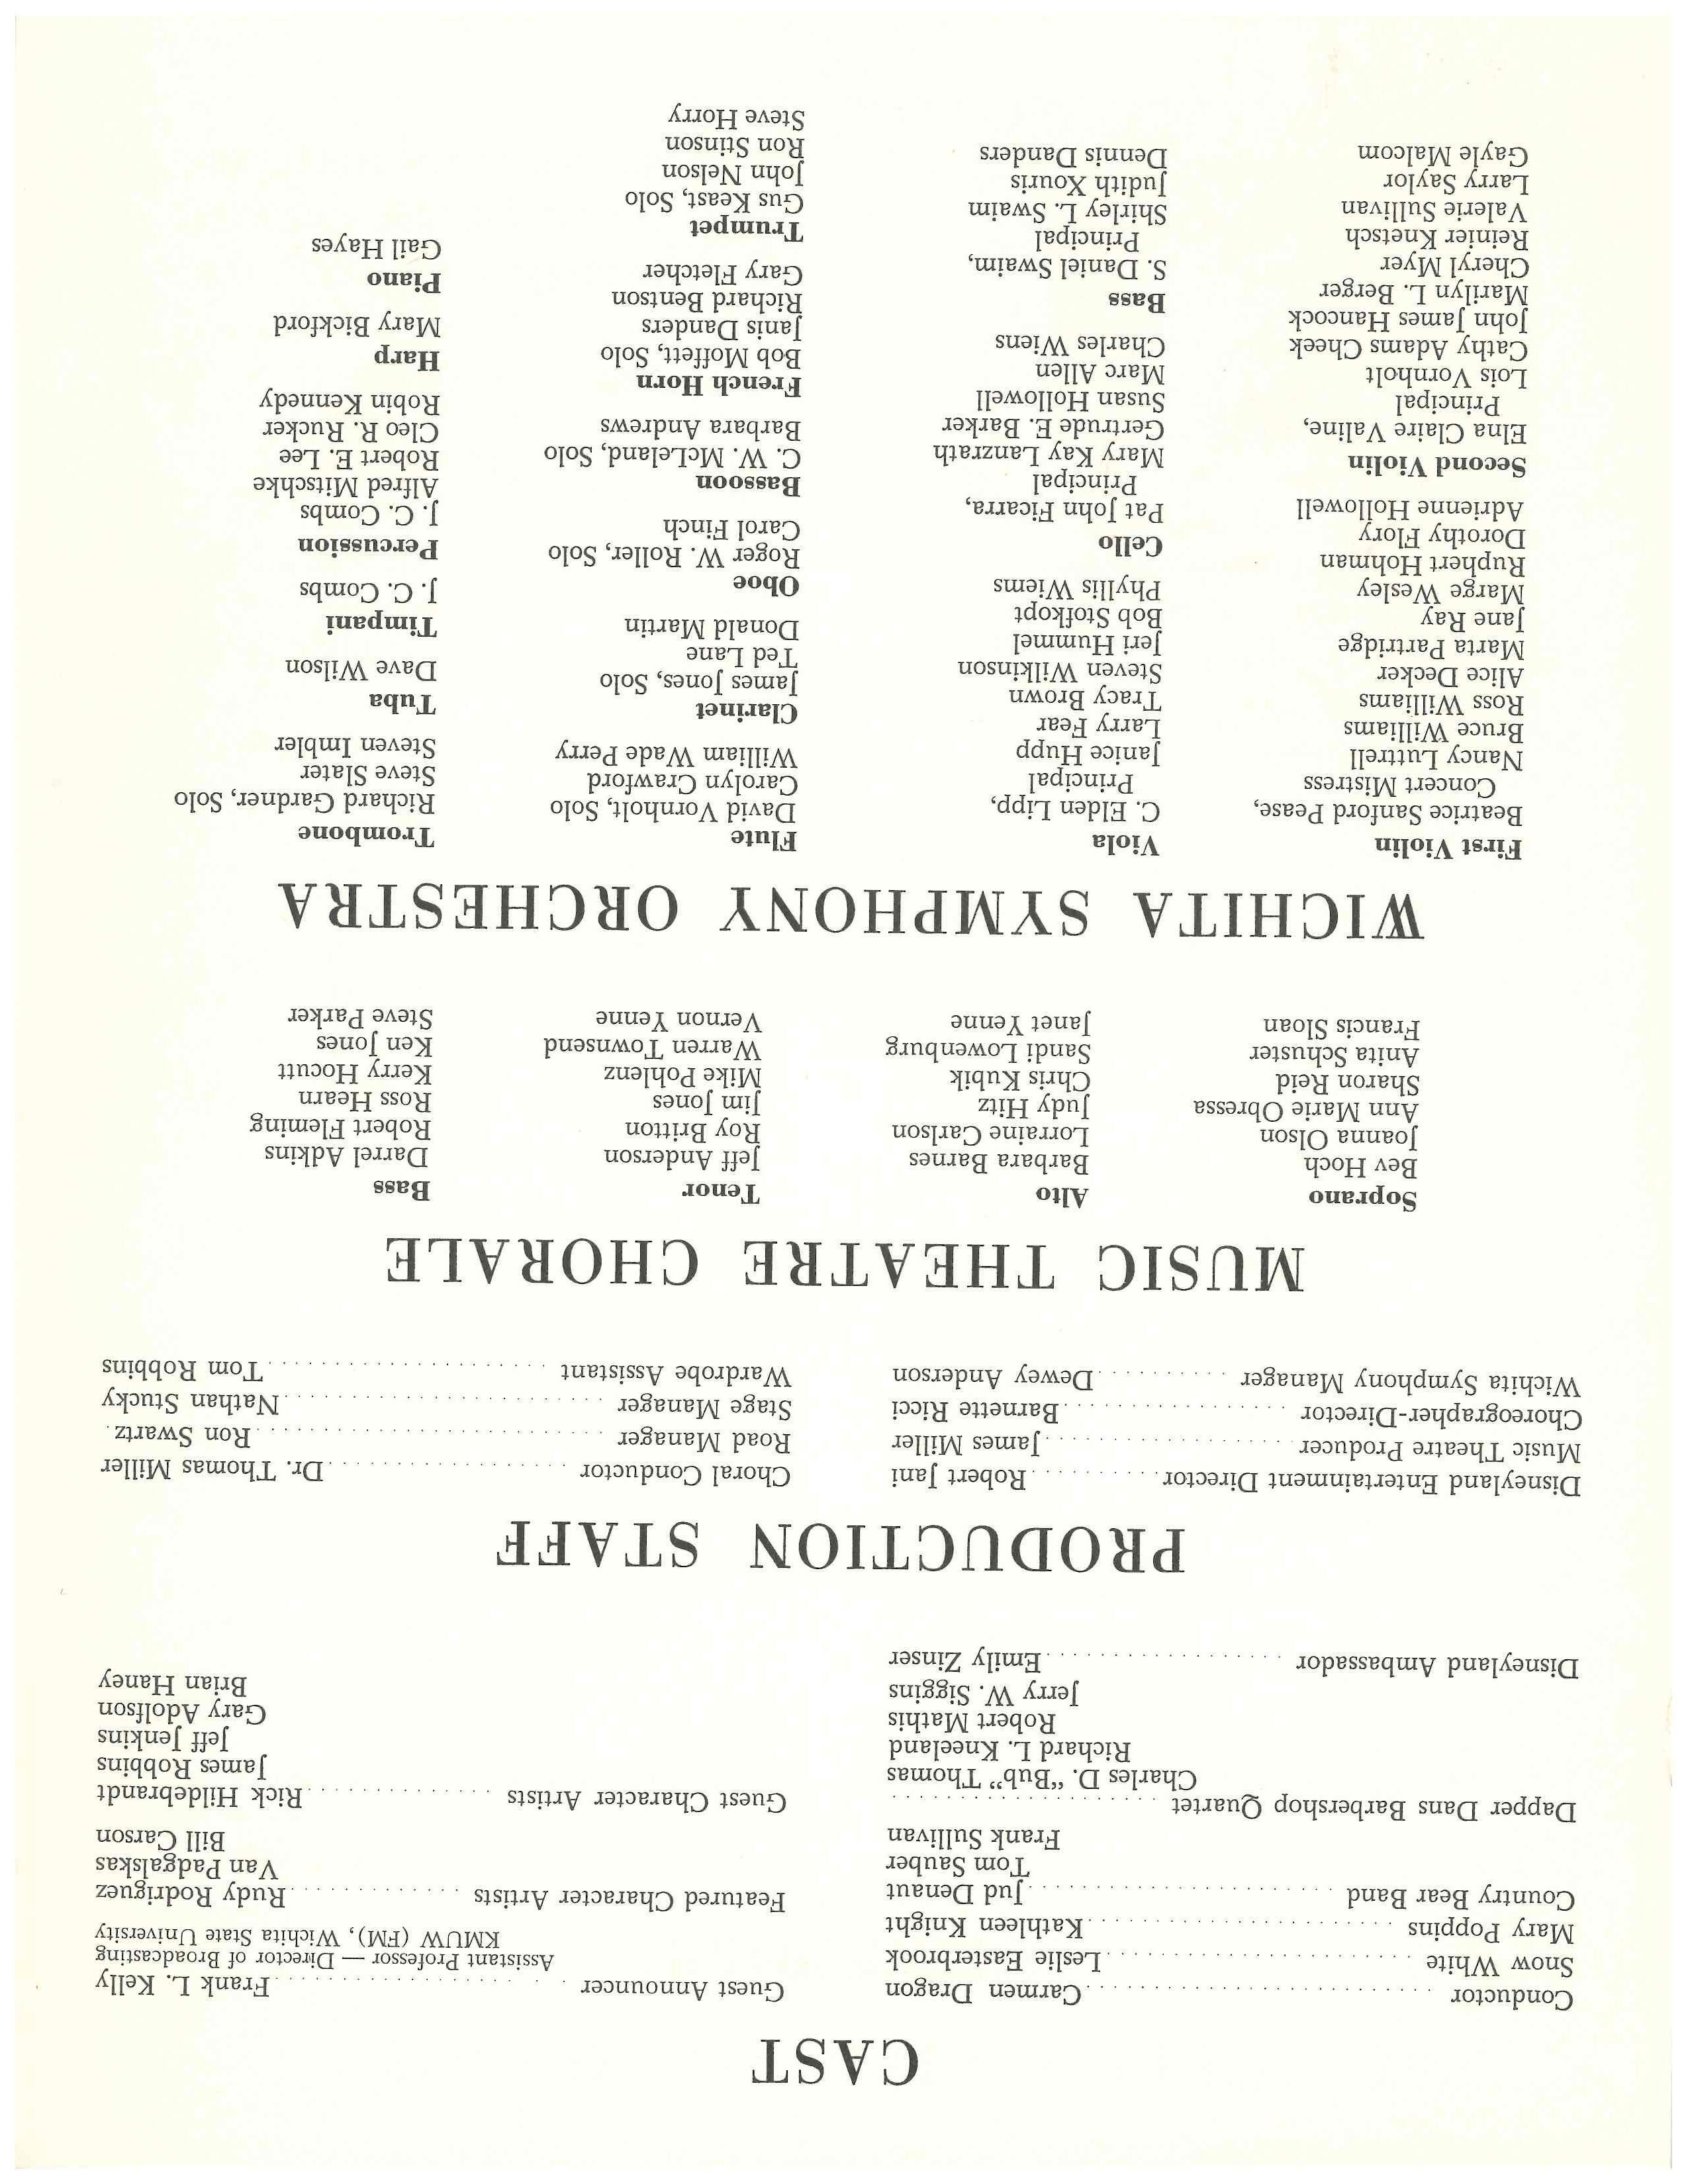 CAST
Conductor Carmen Dragon
Snow White Leslie Easterbrook
Mary Poppins Kathleen Knight
Country Bear Band Jud Denaut
Tom Sauber
Frank Sullivan
Dapper Dans Barbershop Quartet
Charles D. “Bub” Thomas
Richard L. Kneeland
Robert Mathis
Jerry W. Siggins
Disneyland Ambassador Emily Zinser
Guest Announcer Frank L. Kelly
Assistant Professor — Director of Broadcasting
KMUW (FM), Wichita State University
Featured Character Artists Rudy Rodriguez
Van Padgalskas
Bill Carson
Guest Character Artists Rick Hildebrandt
James Robbins
Jeff Jenkins
Gary Adolfson
Brian Haney
PRODUCTION STAFF
Disneyland Entertainment Director Robert Jani
Music Theatre Producer James Miller
Choreographer-Director Barnette Ricci
Wichita Symphony Manager Dewey Anderson
Choral Conductor Dr. Thomas Miller
Road Manager Ron Swartz
Stage Manager Nathan Stucky
Wardrobe Assistant Tom Robbins
MUSIC THEATRE CHORALE
Soprano
Bev Hoch
Joanna Olson
Ann Marie Obressa
Sharon Reid
Anita Schuster
Francis Sloan
Alto
Barbara Barnes
Lorraine Carlson
Judy Hitz
Chris Kubik
Sandi Lowenburg
Janet Yenne
Tenor
Jeff Anderson
Roy Britton
Jim Jones
Mike Pohlenz
Warren Townsend
Vernon Yenne
Bass
Darrel Adkins
Robert Fleming
Ross Hearn
Kerry Hocutt
Ken Jones
Steve Parker
WICHITA SYMPHONY ORCHESTRA
First Violin
Beatrice Sanford Pease,
Concert Mistress
Nancy Luttrell
Bruce Williams
Ross Williams
Alice Decker
Marta Partridge
Jane Ray
Marge Wesley
Ruphert Hohman
Dorothy Flory
Adrienne Hollowell
Second Violin
Elna Claire Valine,
Principal
Lois Vornholt
Cathy Adams Cheek
John James Hancock
Marilyn L. Berger
Cheryl Myer
Reinier Knetsch
Valerie Sullivan
Larry Saylor
Gayle Malcom
Viola
C. Elden Lipp,
Principal
Janice Hupp
Larry Fear
Tracy Brown
Steven Wilkinson
Jeri Hummel
Bob Stofkopt
Phyllis Wiems
Cello
Pat John Ficarra,
Principal
Mary Kay Lanzrath
Gertrude E. Barker
Susan Hollowell
Marc Allen
Charles Wiens
Bass
S. Daniel Swaim,
Principal
Shirley L. Swaim
Judith Xouris
Dennis Danders
Flute
David Vornholt, Solo
Carolyn Crawford
William Wade Perry
Clarinet
James Jones, Solo
Ted Lane
Donald Martin
Oboe
Roger W. Roller, Solo
Carol Finch
Bassoon
C. W. McLeland, Solo
Barbara Andrews
French Horn
Bob Moffett, Solo
Janis Danders
Richard Bentson
Gary Fletcher
Trumpet
Gus Keast, Solo
John Nelson
Ron Stinson
Steve Horry
Trombone
Richard Gardner, Solo
Steve Slater
Steven Imbler
Tuba
Dave Wilson
Timpani
J. C. Combs
Percussion
J. C. Combs
Alfred Mitschke
Robert E. Lee
Cleo R. Rucker
Robin Kennedy
Harp
Mary Bickford
Piano
Gail Hayes